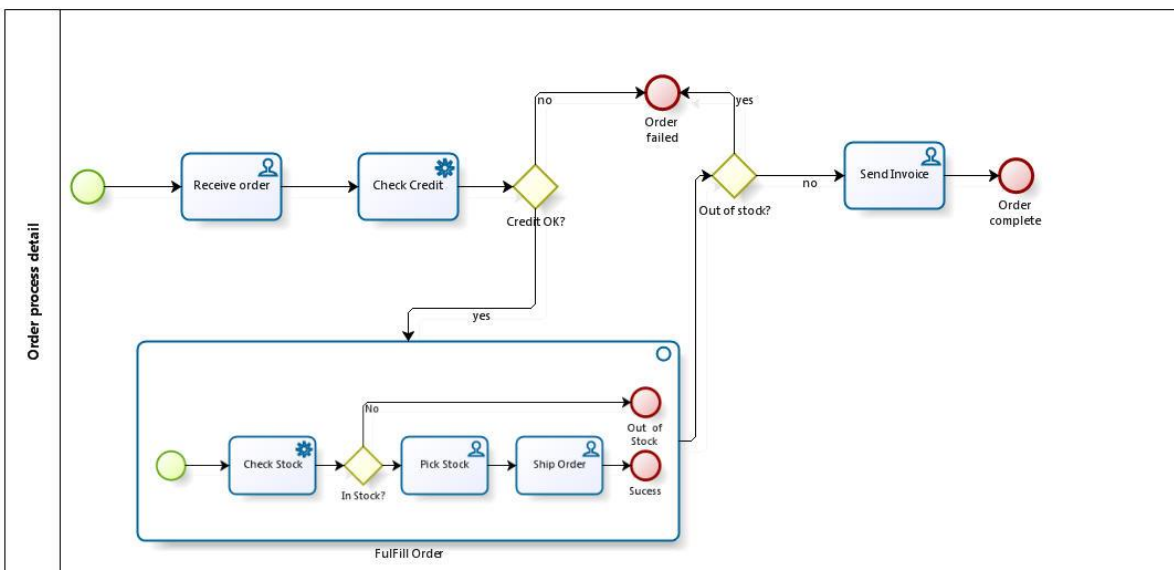 Order process detail
no
yes
Order
failed
Receive order
Check Credit
Credit OK?
Out of stock?
no
Send Invoice
Order
complete
yes
No
Out of
Stock
Check Stock
In Stock?
Pick Stock
Ship Order
Sucess
FulFill Order